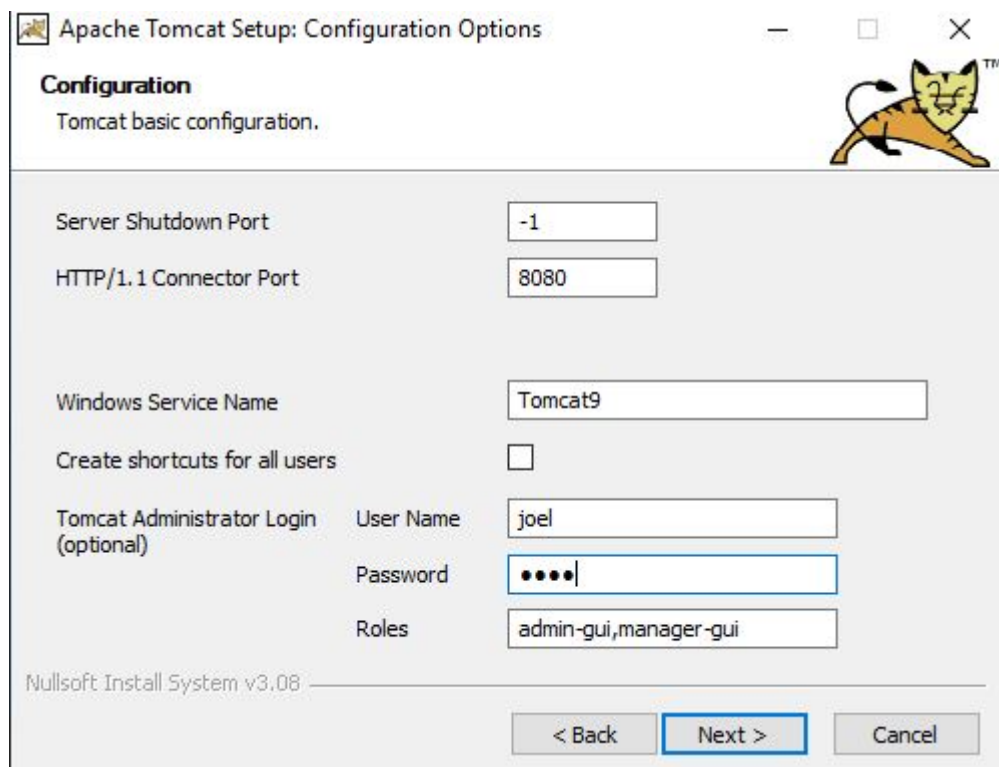 Apache Tomcat Setup: Configuration Options
Configuration
Tomcat basic configuration.
TM
Server Shutdown Port -1
HTTP/1.1 Connector Port 8080
Windows Service Name Tomcat9
Create shortcuts for all users
Tomcat Administrator Login
(optional)
User Name joel
Password ••••
Roles admin-gui,manager-gui
Nullsoft Install System v3.08
< Back Next > Cancel